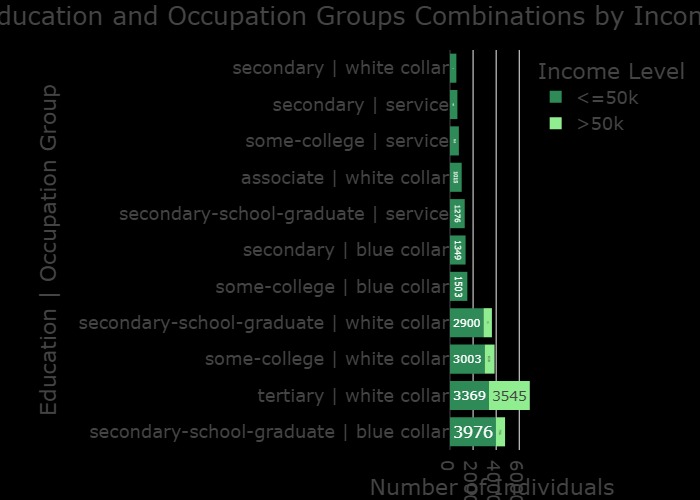 ducation and Occupation Groups Combinations by Incon
Income Level
<=50k
>50k
Education | Occupation Group
secondary | white collar
secondary | service
some-college | service
associate | white collar
secondary-school-graduate | service
1276
secondary | blue collar
1349
some-college | blue collar
1503
secondary-school-graduate | white collar
2900
some-college | white collar
3003
tertiary | white collar
3369 3545
secondary-school-graduate | blue collar
3976
0 2000 4000 6000
Number of Individuals